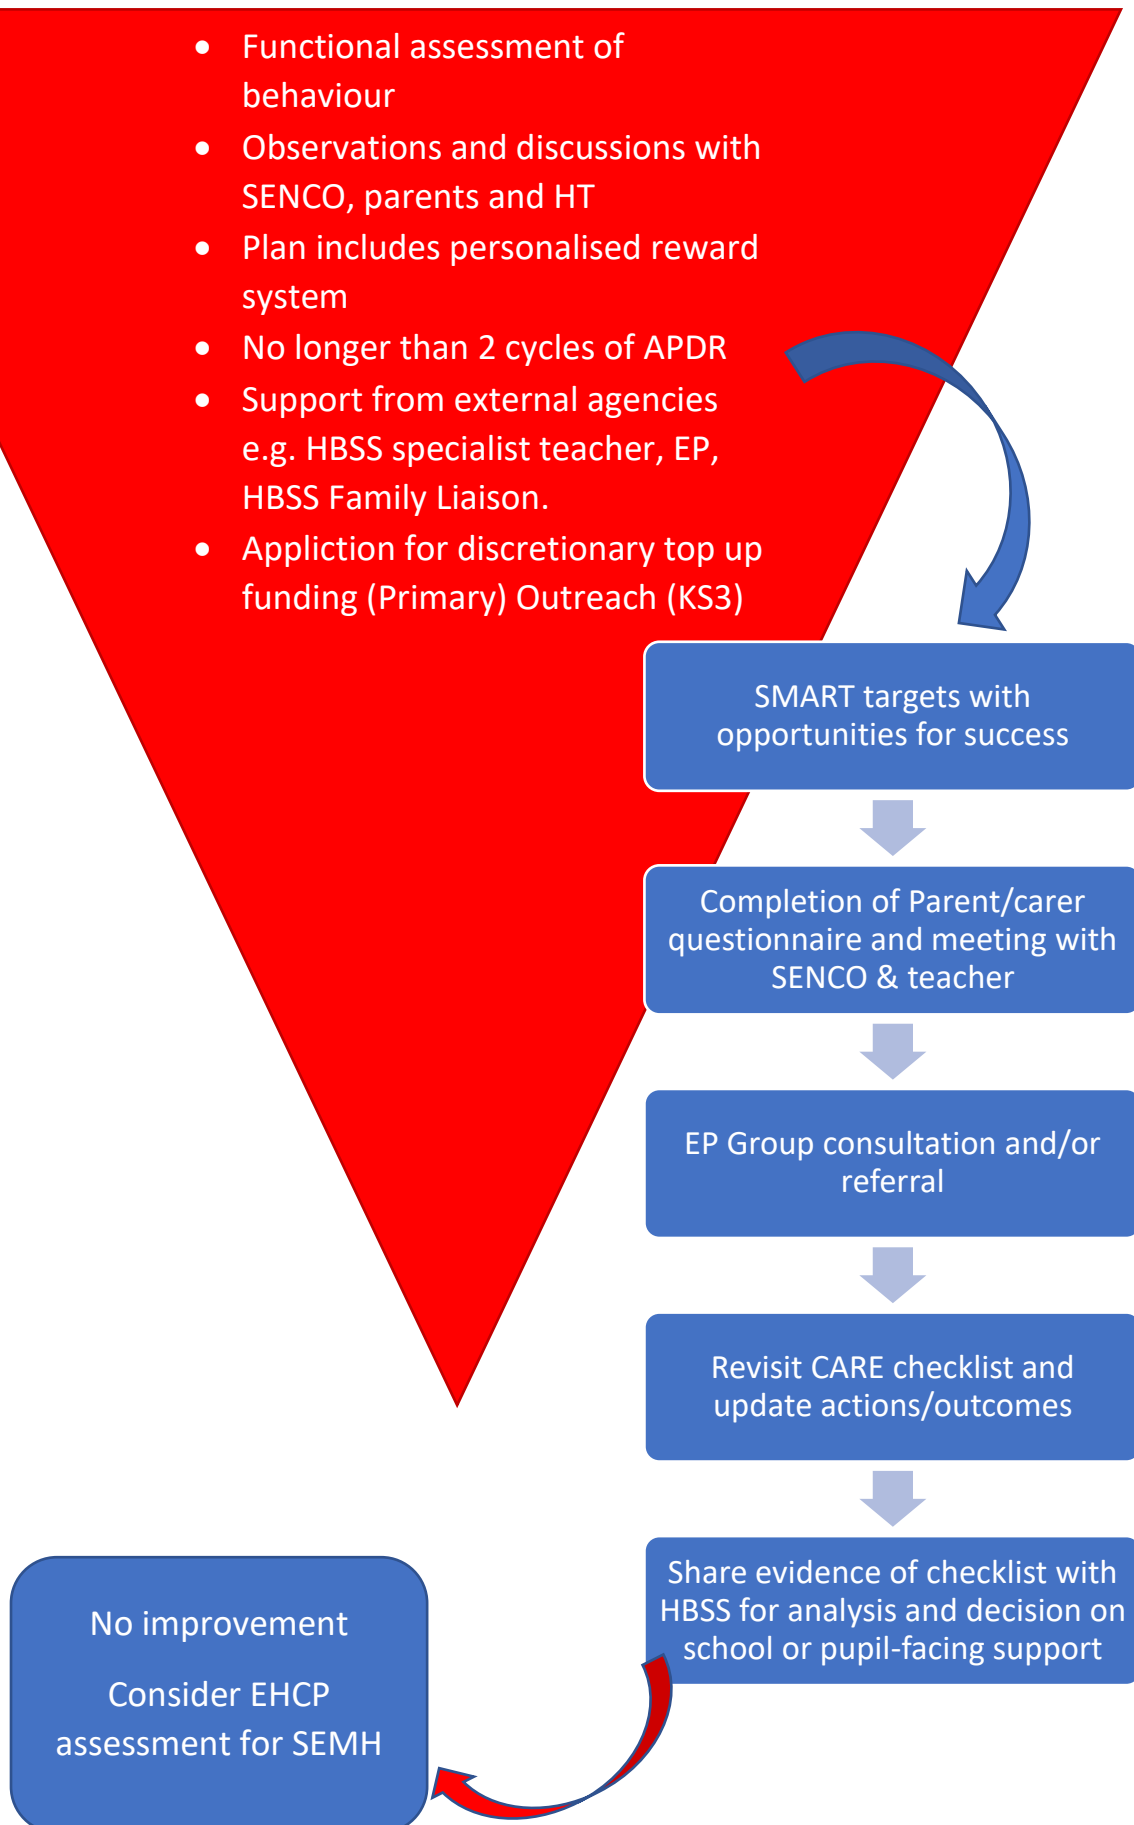 • Functional assessment of
behaviour
• Observations and discussions with
SENCO, parents and HT
• Plan includes personalised reward
system
• No longer than 2 cycles of APDR
• Support from external agencies
e.g. HBSS specialist teacher, EP,
HBSS Family Liaison.
• Appliction for discretionary top up
funding (Primary) Outreach (KS3)
SMART targets with
opportunities for success
Completion of Parent/carer
questionnaire and meeting with
SENCO & teacher
EP Group consultation and/or
referral
Revisit CARE checklist and
update actions/outcomes
Share evidence of checklist with
HBSS for analysis and decision on
school or pupil-facing support
No improvement
Consider EHCP
assessment for SEMH